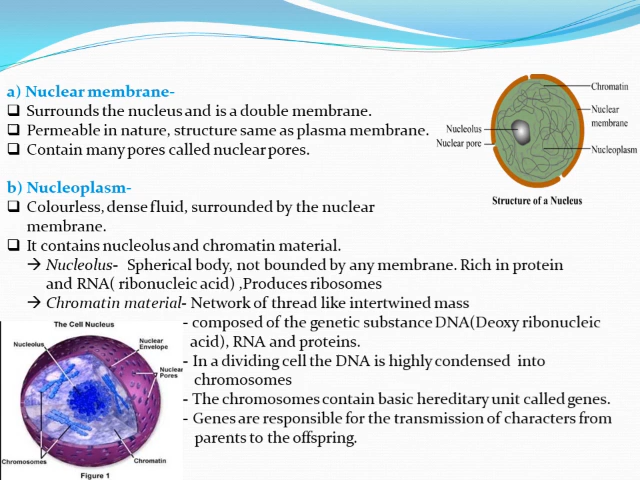 a) Nuclear membrane-
❑ Surrounds the nucleus and is a double membrane.
❑ Permeable in nature, structure same as plasma membrane.
❑ Contain many pores called nuclear pores.
Chromatin
Nuclear
membrane
Nucleolus
Nuclear pore
Nucleoplasm
Structure of a Nucleus
b) Nucleoplasm-
❑ Colourless, dense fluid, surrounded by the nuclear
membrane.
❑ It contains nucleolus and chromatin material.
→ Nucleolus- Spherical body, not bounded by any membrane. Rich in protein
and RNA( ribonucleic acid) ,Produces ribosomes
→ Chromatin material- Network of thread like intertwined mass
- composed of the genetic substance DNA(Deoxy ribonucleic
acid), RNA and proteins.
- In a dividing cell the DNA is highly condensed into
chromosomes
- The chromosomes contain basic hereditary unit called genes.
- Genes are responsible for the transmission of characters from
parents to the offspring.
The Cell Nucleus
Nucleolus
Nuclear
Envelope
Nuclear
Pores
Chromosomes
Chromatin
Figure 1